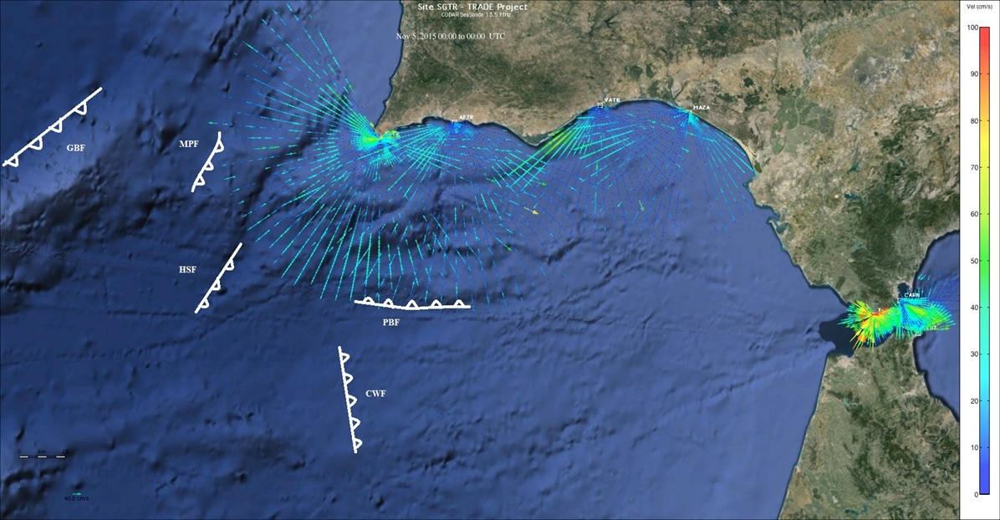 Site SGTR - TRADE Project
CODAR SeaSonde 13.5 MHz
Nov 5, 2015 00:00 to 00:00 UTC
Vel (cm/s)
100
90
80
70
60
50
40
30
20
10
0
VATR
MAZA
GBF
MPF
HSF
PBF
CWF
CARN
0 km
40.0 cm/s